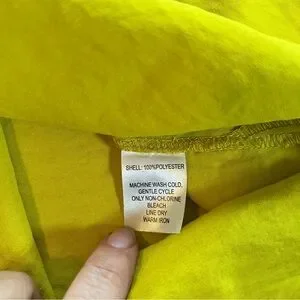 SHELL: 100%POLYESTER
MACHINE WASH COLD,
GENTLE CYCLE
ONLY NON-CHLORINE
BLEACH
LINE DRY
WARM IRON